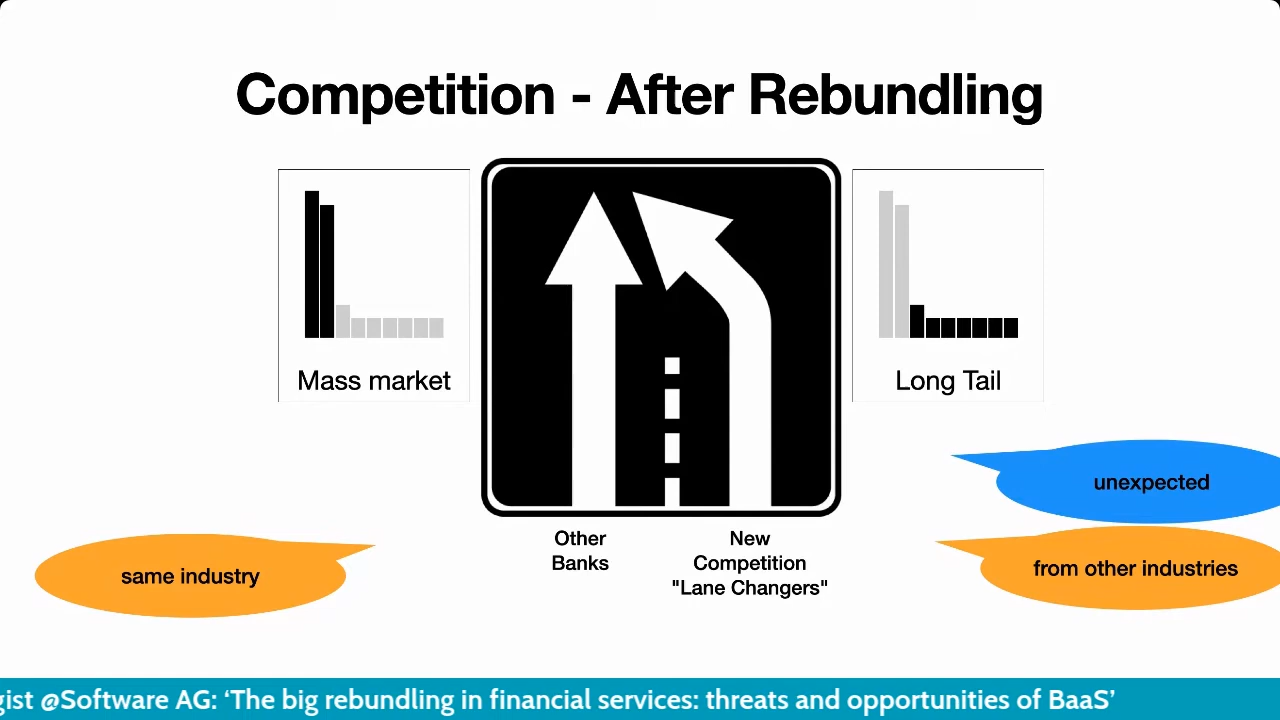 Competition - After Rebundling
Mass market
Long Tail
unexpected
Other
Banks
New
Competition
"Lane Changers"
same industry
from other industries
@Software AG: ‘The big rebundling in financial services: threats and opportunities of BaaS’